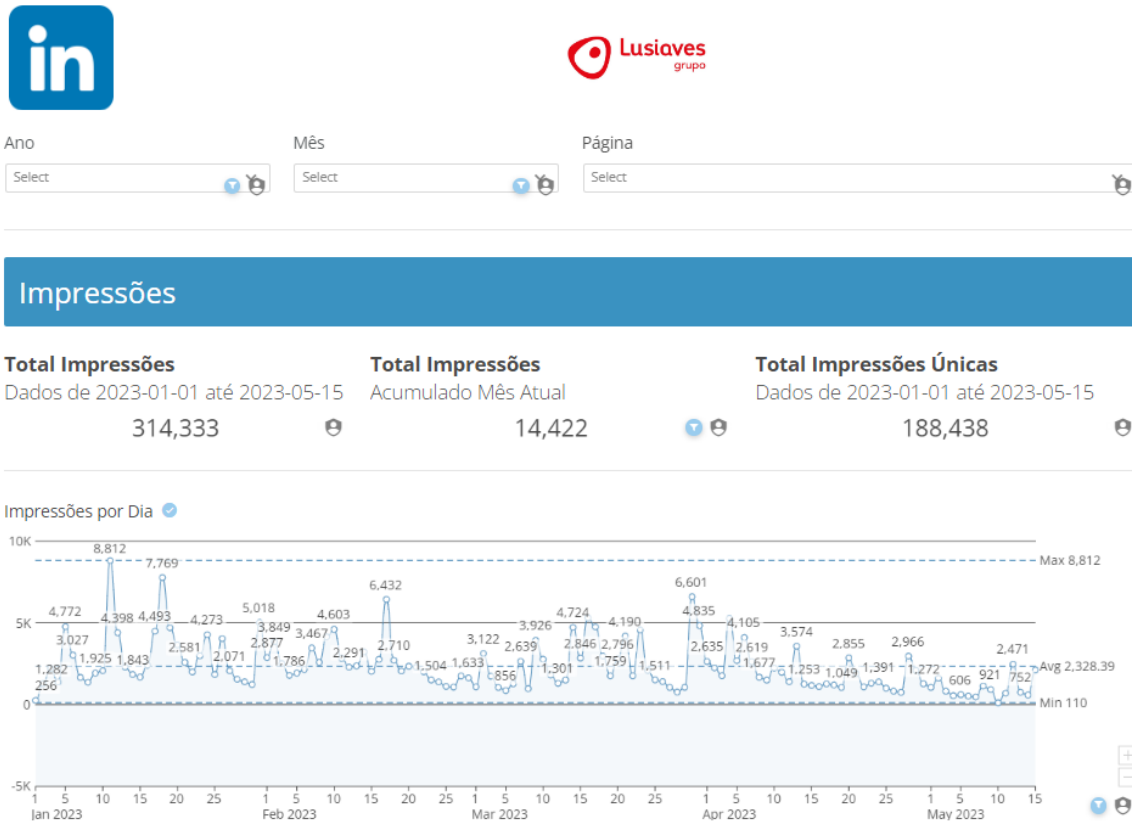 in
Lusiaves
grupo
Ano Mês Página
Select Select Select
Impressões
Total Impressões Total Impressões Total Impressões Únicas
Dados de 2023-01-01 até 2023-05-15 Acumulado Mês Atual Dados de 2023-01-01 até 2023-05-15
314,333 14,422 188,438
Impressões por Dia
10K
8,812
Max 8,812
7,769
6,601
6,432
5K
4,772 4,398 4,493 4,273 5,018 4,603 4,724 4,190 4,835 4,105
3,027 3,849 3,467 3,926 3,574
1,925 1,843 2,581 2,071 2,877 1,786 2,291 2,710 3,122 2,639 2,846 2,796 2,635 2,619 2,855 2,966 2,471
1,282 1,504 1,633 856 1,301 1,759 1,511 1,677 1,253 1,049 1,391 1,272 606 921 752
Avg 2,328.39
256
0
Min 110
-5K
1 5 10 15 20 25 1 5 10 15 20 25 1 5 10 15 20 25 1 5 10 15 20 25 1 5 10 15
Jan 2023 Feb 2023 Mar 2023 Apr 2023 May 2023